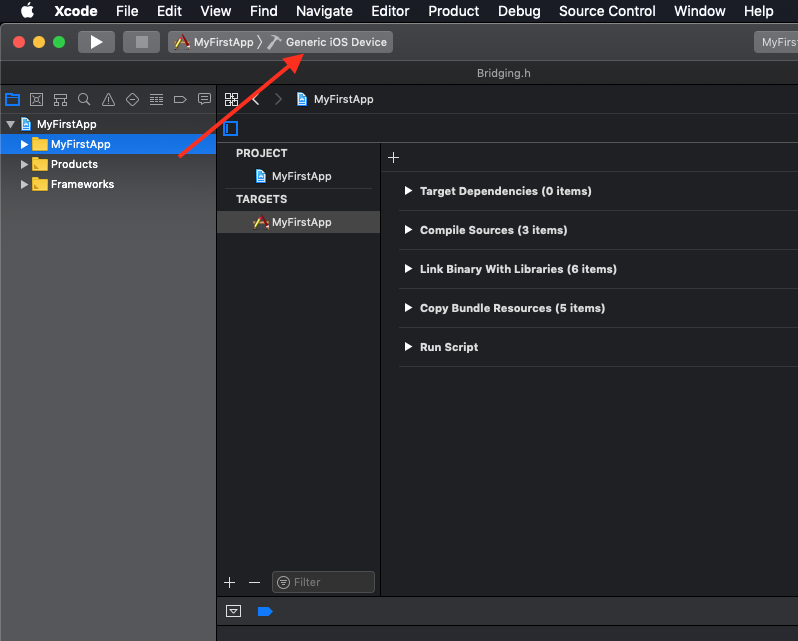 Xcode File Edit View Find Navigate Editor Product Debug Source Control Window Help
MyFirstApp Generic iOS Device MyFirs
Bridging.h
MyFirstApp
MyFirstApp
MyFirstApp
Products
Frameworks
PROJECT
MyFirstApp
TARGETS
MyFirstApp
Target Dependencies (0 items)
Compile Sources (3 items)
Link Binary With Libraries (6 items)
Copy Bundle Resources (5 items)
Run Script
Filter